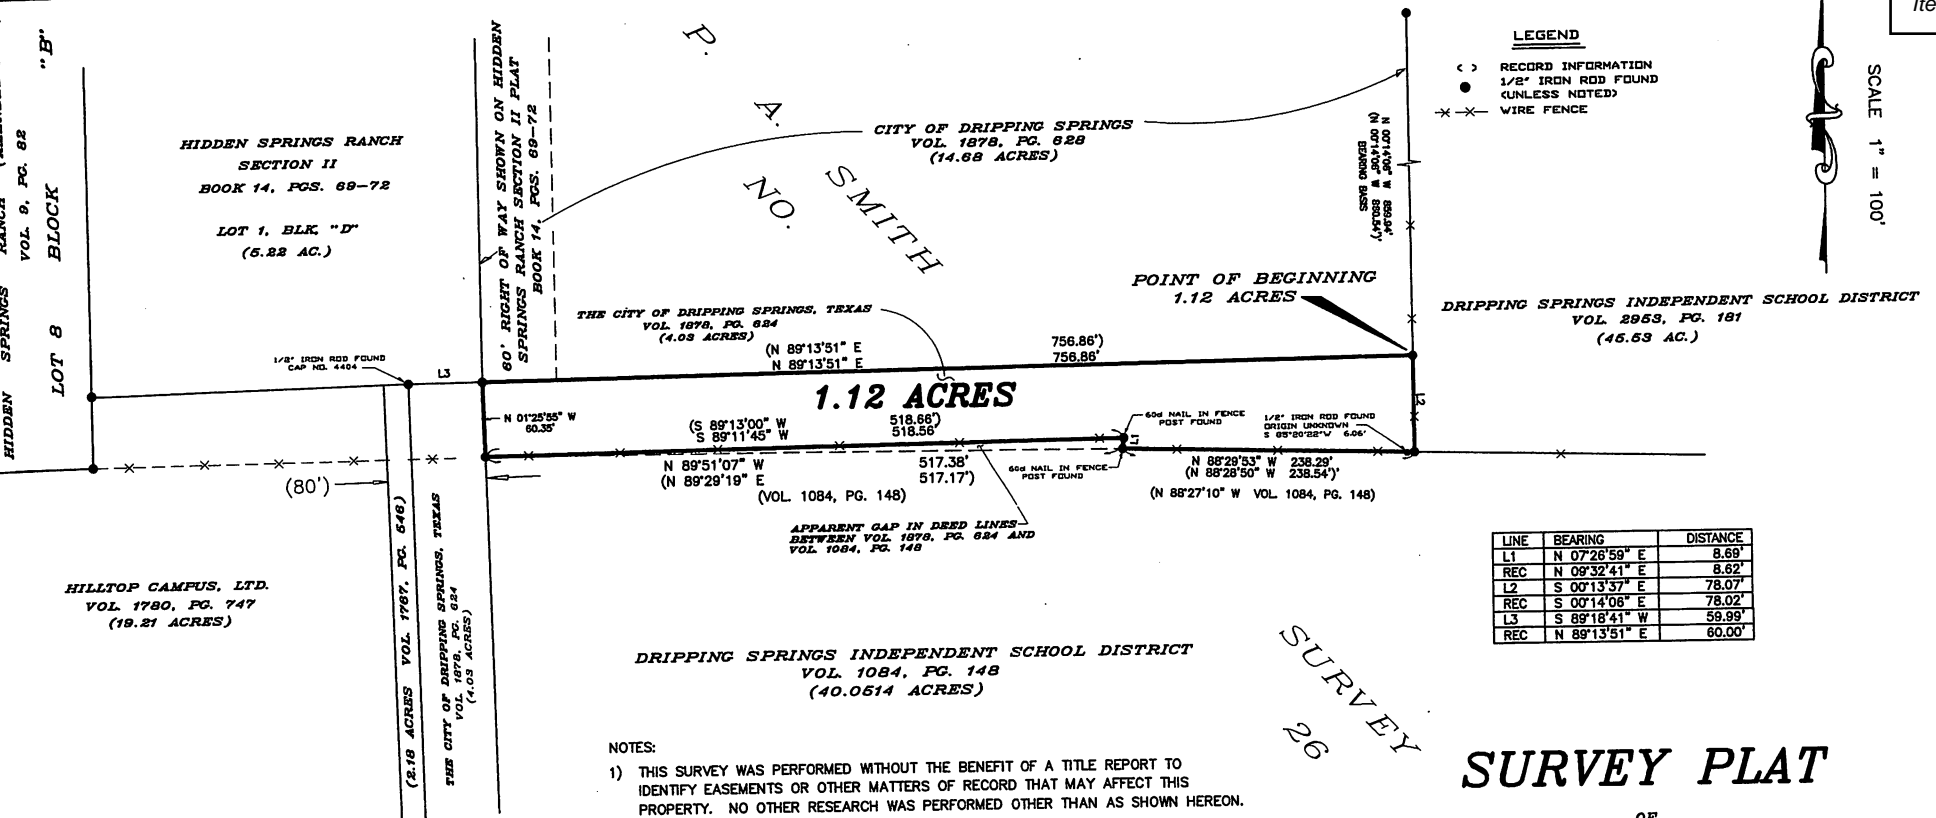 Ite
LEGEND
( ) RECORD INFORMATION
1/2" IRON ROD FOUND
(UNLESS NOTED)
WIRE FENCE
SCALE 1" = 100'
"B"
BLOCK
LOT 8
VOL. 9, PG. 82
HIDDEN SPRINGS RANCH
HIDDEN SPRINGS RANCH
SECTION II
BOOK 14, PGS. 69-72
LOT 1, BLK. "D"
(5.22 AC.)
60' RIGHT OF WAY SHOWN ON HIDDEN
SPRINGS RANCH SECTION II PLAT
BOOK 14, PGS. 69-72
P. A.
SMITH
NO.
CITY OF DRIPPING SPRINGS
VOL. 1878, PG. 628
(14.68 ACRES)
N 00°14'06" W 859.94'
(N 00°14'06" W 860.54')
BEARING BASIS
POINT OF BEGINNING
1.12 ACRES
DRIPPING SPRINGS INDEPENDENT SCHOOL DISTRICT
VOL. 2953, PG. 181
(45.53 AC.)
THE CITY OF DRIPPING SPRINGS, TEXAS
VOL. 1878, PG. 624
(4.03 ACRES)
(N 89°13'51" E 756.86')
N 89°13'51" E 756.86'
1/2" IRON ROD FOUND
CAP NO. 4404
L3
1.12 ACRES
L2
N 01°25'55" W
60.35'
(S 89°13'00" W 518.66')
S 89°11'45" W 518.56'
60d NAIL IN FENCE
POST FOUND
L1
1/2" IRON ROD FOUND
ORIGIN UNKNOWN
S 85°20'22"W 6.06'
N 89°51'07" W 517.38'
(N 89°29'19" E 517.17')
(VOL. 1084, PG. 148)
60d NAIL IN FENCE
POST FOUND
N 88°29'53" W 238.29'
(N 88°28'50" W 238.54')'
(N 88°27'10" W VOL. 1084, PG. 148)
(80')
APPARENT GAP IN DEED LINES
BETWEEN VOL. 1878, PG. 624 AND
VOL. 1084, PG. 148
(2.18 ACRES VOL. 1767, PG. 546)
THE CITY OF DRIPPING SPRINGS, TEXAS
VOL. 1878, PG. 624
(4.03 ACRES)
LINE BEARING DISTANCE
L1 N 07°26'59" E 8.69'
REC N 09°32'41" E 8.62'
L2 S 00°13'37" E 78.07'
REC S 00°14'06" E 78.02'
L3 S 89°18'41" W 59.99'
REC N 89°13'51" E 60.00'
HILLTOP CAMPUS, LTD.
VOL. 1780, PG. 747
(19.21 ACRES)
DRIPPING SPRINGS INDEPENDENT SCHOOL DISTRICT
VOL. 1084, PG. 148
(40.0514 ACRES)
SURVEY
26
NOTES:
1) THIS SURVEY WAS PERFORMED WITHOUT THE BENEFIT OF A TITLE REPORT TO
IDENTIFY EASEMENTS OR OTHER MATTERS OF RECORD THAT MAY AFFECT THIS
PROPERTY. NO OTHER RESEARCH WAS PERFORMED OTHER THAN AS SHOWN HEREON.
SURVEY PLAT
OF